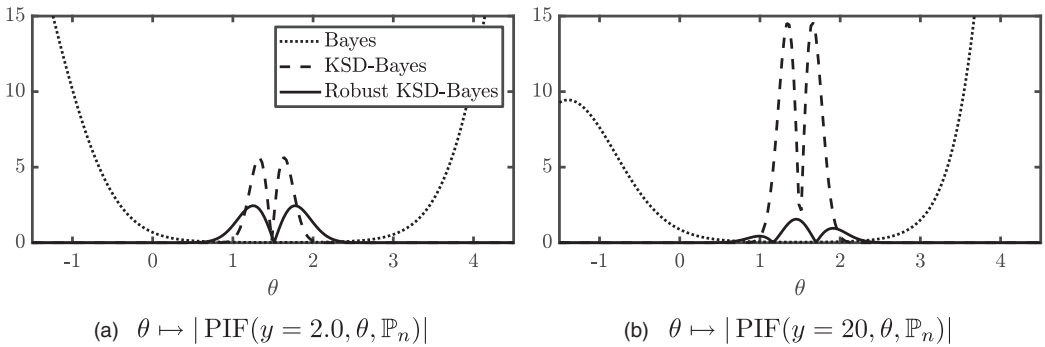 15
10
5
0
-1
0
1
2
3
4
θ
Bayes
KSD-Bayes
Robust KSD-Bayes
(a) θ ↦ | PIF(y = 2.0, θ, ℙₙ)|
15
10
5
0
-1
0
1
2
3
4
θ
(b) θ ↦ | PIF(y = 20, θ, ℙₙ)|